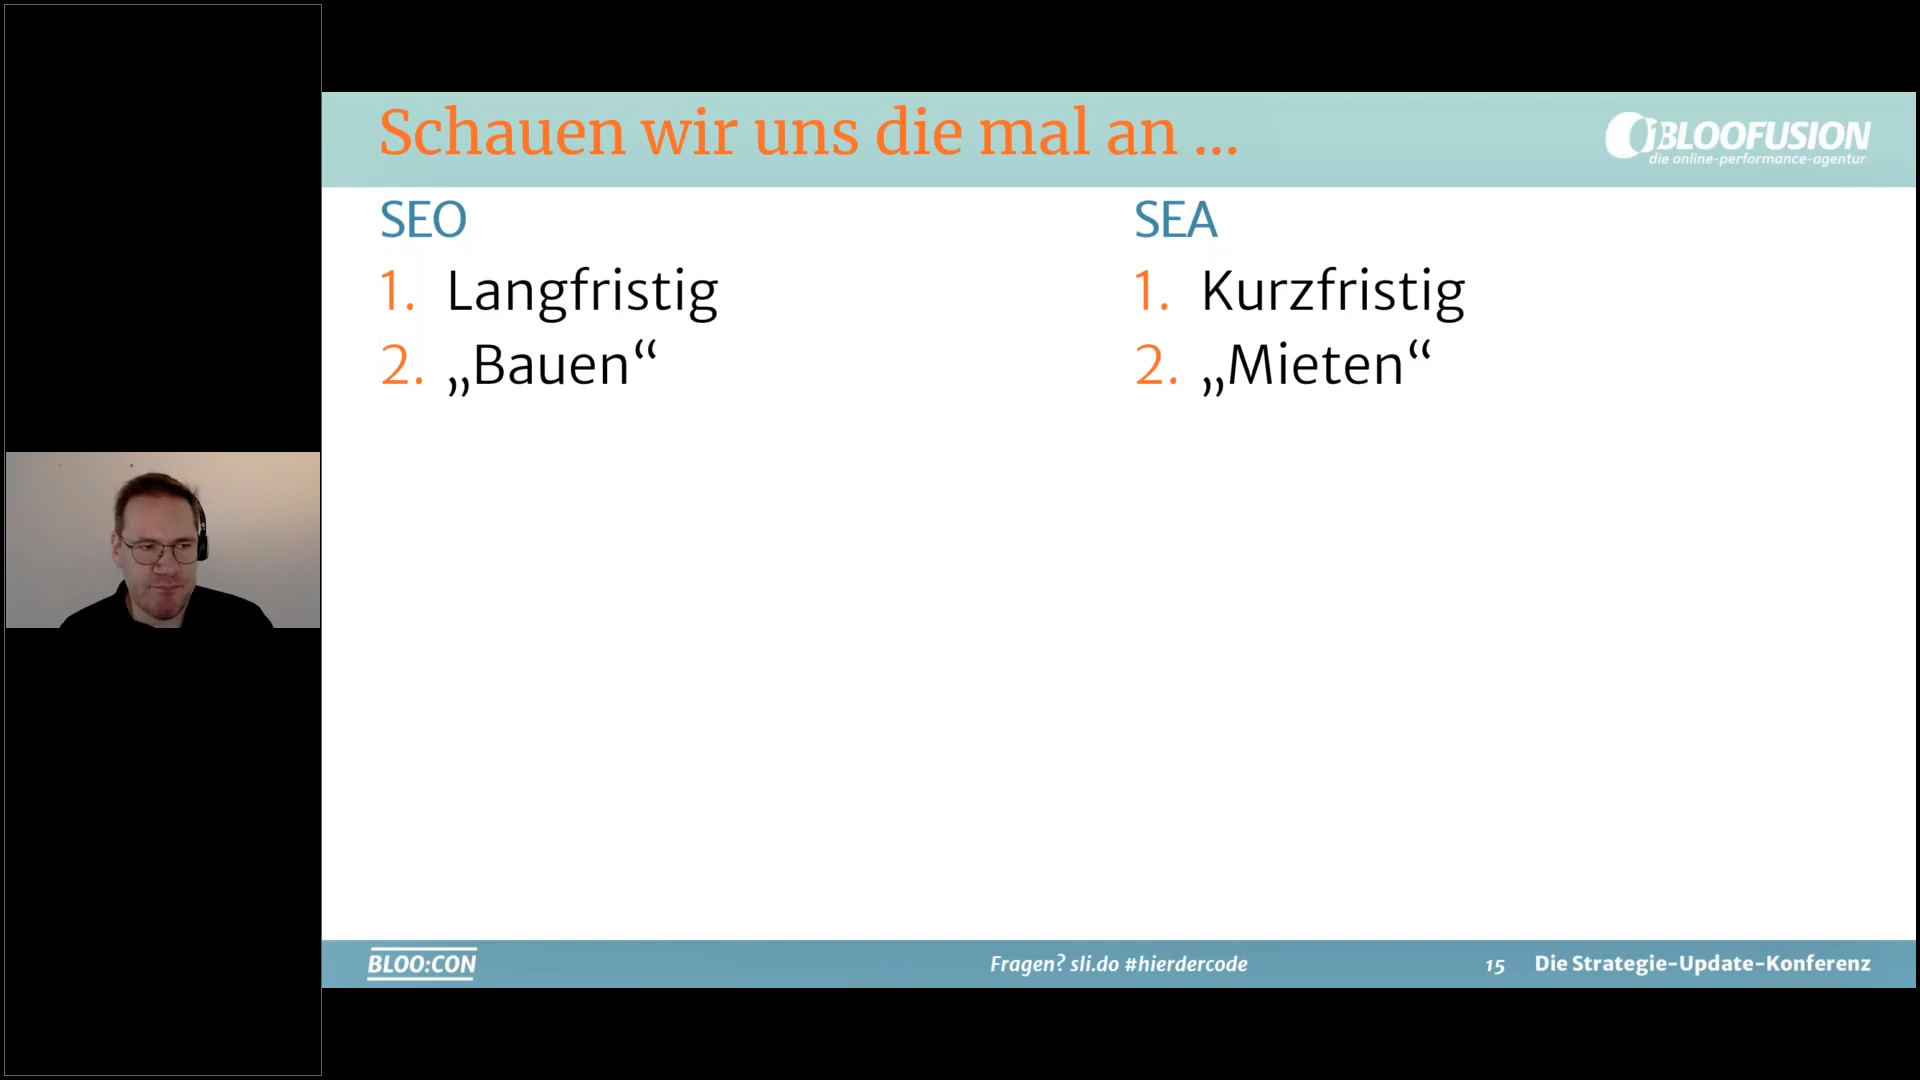 Schauen wir uns die mal an ...
BLOOFUSION
die online-performance-agentur
SEO
1. Langfristig
2. „Bauen“
SEA
1. Kurzfristig
2. „Mieten“
BLOO:CON
Fragen? sli.do #hierdercode
15
Die Strategie-Update-Konferenz